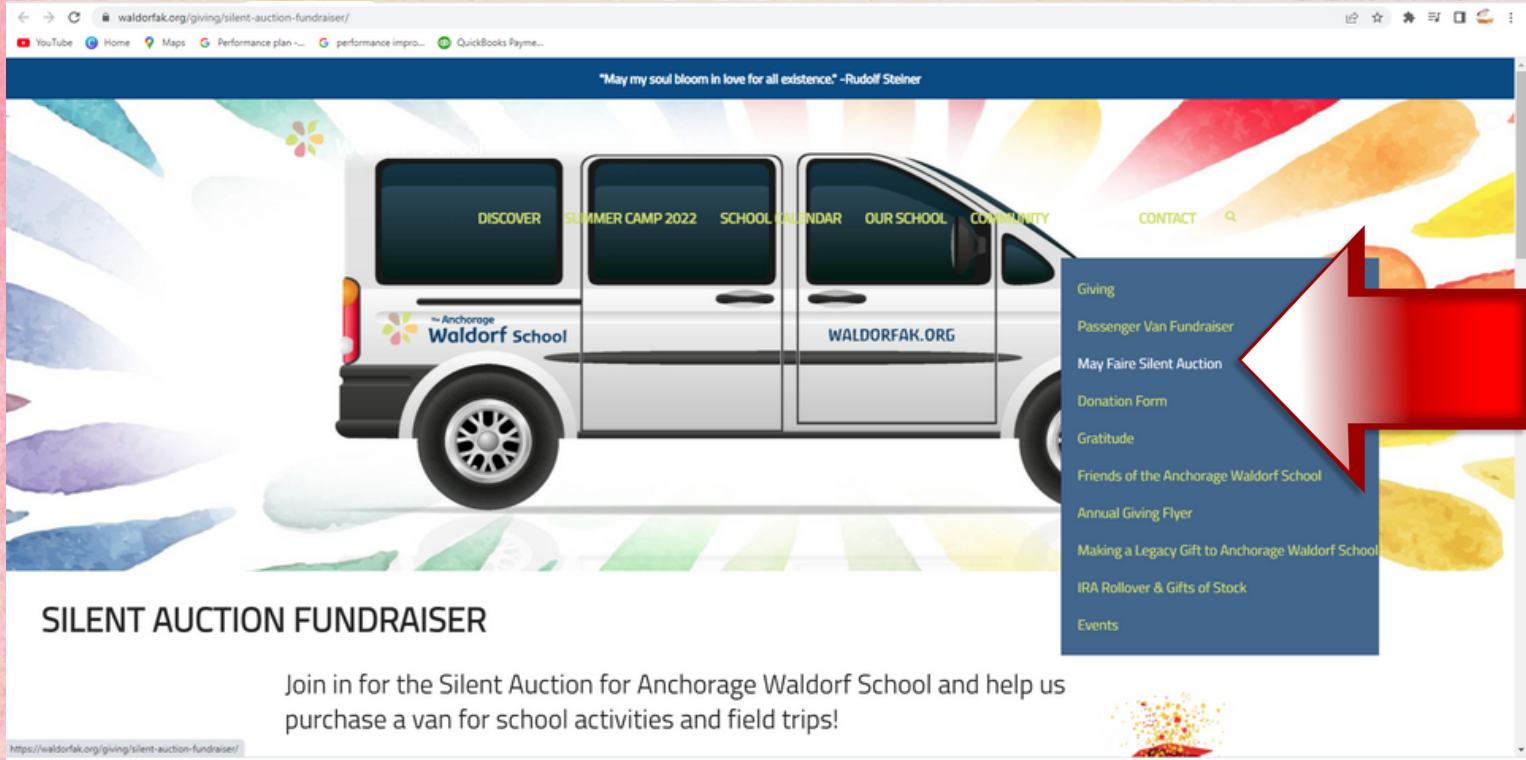 waldorfak.org/giving/silent-auction-fundraiser/
YouTube Home Maps Performance plan -... performance impro... QuickBooks Payme...
"May my soul bloom in love for all existence." -Rudolf Steiner
DISCOVER SUMMER CAMP 2022 SCHOOL CALENDAR OUR SCHOOL COMMUNITY CONTACT
The Anchorage
Waldorf School
WALDORFAK.ORG
Giving
Passenger Van Fundraiser
May Faire Silent Auction
Donation Form
Gratitude
Friends of the Anchorage Waldorf School
Annual Giving Flyer
Making a Legacy Gift to Anchorage Waldorf School
IRA Rollover & Gifts of Stock
Events
SILENT AUCTION FUNDRAISER
Join in for the Silent Auction for Anchorage Waldorf School and help us
purchase a van for school activities and field trips!
https://waldorfak.org/giving/silent-auction-fundraiser/